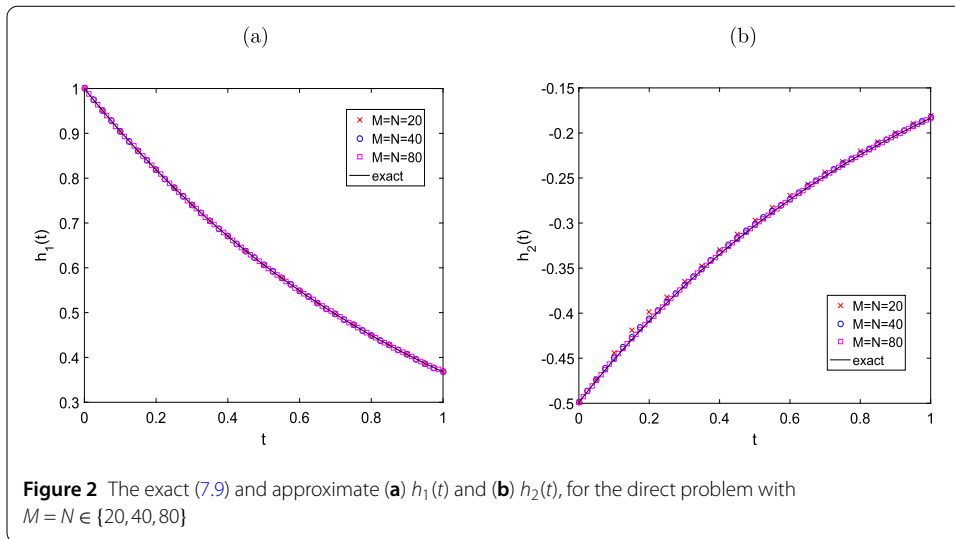 (a)
1
0.9
0.8
0.7
0.6
0.5
0.4
0.3
0
0.2
0.4
0.6
0.8
1
h₁(t)
t
M=N=20
M=N=40
M=N=80
exact
(b)
-0.15
-0.2
-0.25
-0.3
-0.35
-0.4
-0.45
-0.5
0
0.2
0.4
0.6
0.8
1
h₂(t)
t
M=N=20
M=N=40
M=N=80
exact
Figure 2 The exact (7.9) and approximate (a) h₁(t) and (b) h₂(t), for the direct problem with
M = N ∈ {20, 40, 80}